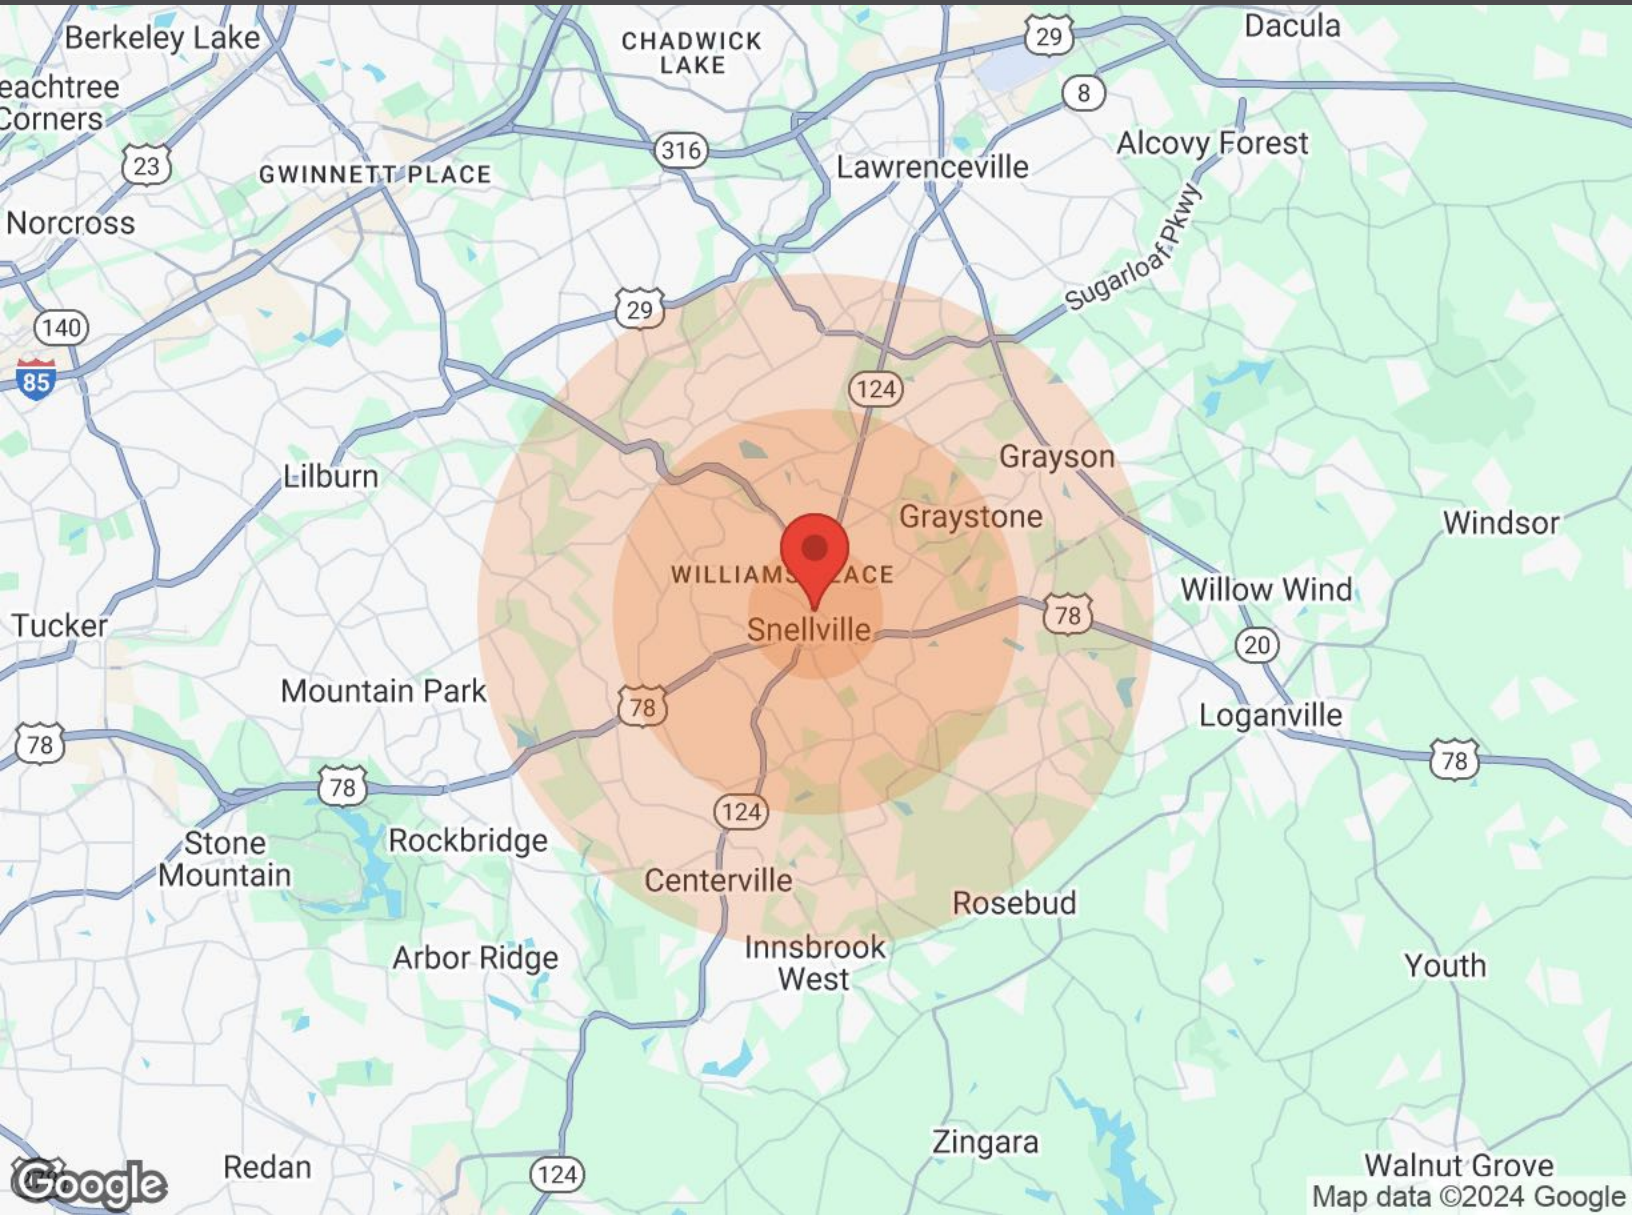 Berkeley Lake
CHADWICK
LAKE
29
Dacula
eachtree
Corners
8
23
316
Alcovy Forest
GWINNETT PLACE
Lawrenceville
Norcross
Sugarloaf Pkwy
29
140
85
124
Grayson
Lilburn
Graystone
Windsor
Willow Wind
Tucker
Snellville
78
20
Mountain Park
78
Loganville
78
78
78
124
Stone
Mountain
Rockbridge
Centerville
Rosebud
Innsbrook
West
Arbor Ridge
Youth
Zingara
Redan
124
Walnut Grove
Google
Map data ©2024 Google